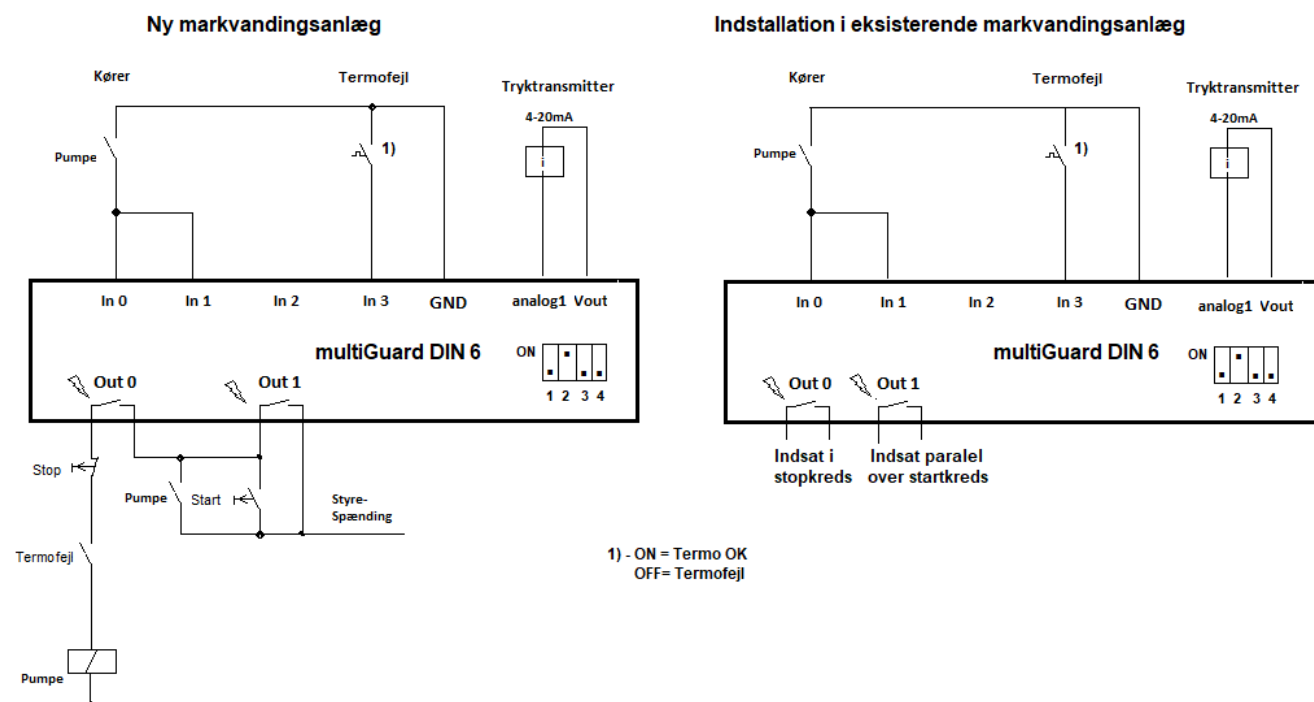 Ny markvandingsanlæg
Kører
Termofejl
Tryktransmitter
4-20mA
Pumpe
1)
i
In 0 In 1 In 2 In 3 GND analog1 Vout
multiGuard DIN 6
ON
1 2 3 4
Out 0
Out 1
Stop
Pumpe
Start
Styre-
Spænding
Termofejl
Pumpe
Indstallation i eksisterende markvandingsanlæg
Kører
Termofejl
Tryktransmitter
4-20mA
Pumpe
1)
i
In 0 In 1 In 2 In 3 GND analog1 Vout
multiGuard DIN 6
ON
1 2 3 4
Out 0
Out 1
Indsat i
stopkreds
Indsat paralel
over startkreds
1) - ON = Termo OK
OFF= Termofejl